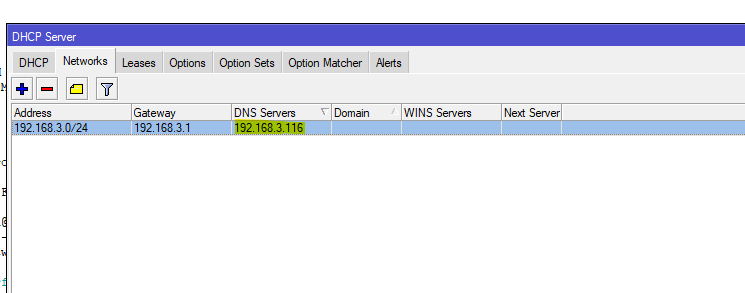 DHCP Server
DHCP Networks Leases Options Option Sets Option Matcher Alerts
Address Gateway DNS Servers Domain WINS Servers Next Server
192.168.3.0/24 192.168.3.1 192.168.3.116